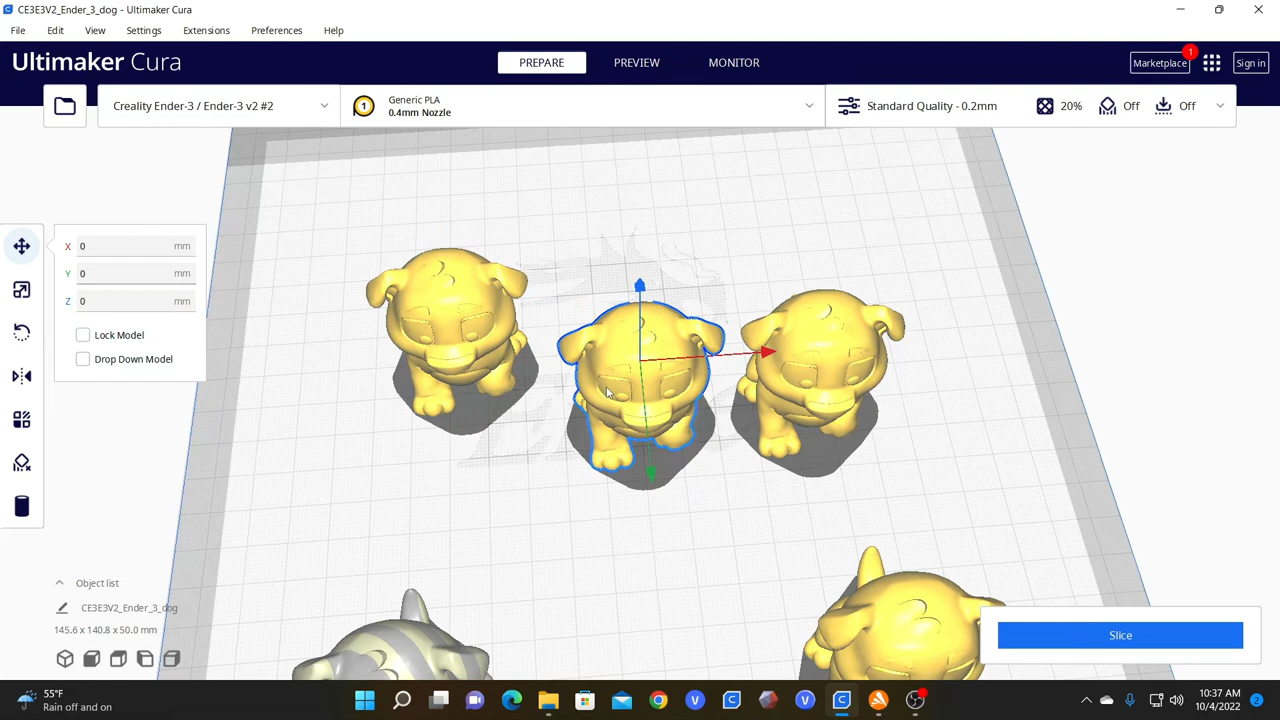 CE3E3V2_Ender_3_dog - Ultimaker Cura
File Edit View Settings Extensions Preferences Help
Ultimaker Cura PREPARE PREVIEW MONITOR Marketplace 1 Sign in
Creality Ender-3 / Ender-3 v2 #2
1 Generic PLA
0.4mm Nozzle
Standard Quality - 0.2mm 20% Off Off
X 0 mm
Y 0 mm
Z 0 mm
Lock Model
Drop Down Model
Object list
CE3E3V2_Ender_3_dog
145.6 x 140.8 x 50.0 mm
Slice
55°F
Rain off and on
10:37 AM
10/4/2022
2